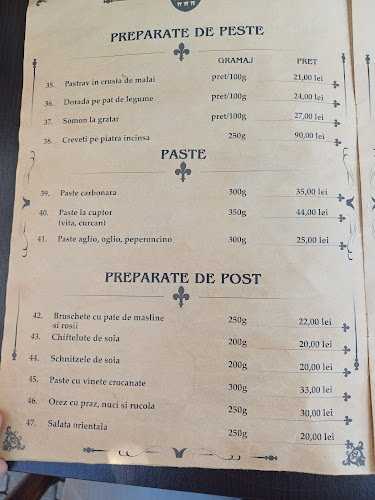 PREPARATE DE PESTE
GRAMAJ PRET
35. Pastrav in crusta de malai pret/100g 21,00 lei
36. Dorada pe pat de legume pret/100g 24,00 lei
37. Somon la gratar pret/100g 27,00 lei
38. Creveti pe piatra incinsa 250g 90,00 lei
PASTE
39. Paste carbonara 300g 35,00 lei
40. Paste la cuptor 350g 44,00 lei
(vita, curcan)
41. Paste aglio, oglio, peperoncino 300g 25,00 lei
PREPARATE DE POST
42. Bruschete cu pate de masline 250g 22,00 lei
si rosii
43. Chiftelute de soia 200g 20,00 lei
44. Schnitzele de soia 200g 20,00 lei
45. Paste cu vinete crocanate 300g 33,00 lei
46. Orez cu praz, nuci si rucola 250g 30,00 lei
47. Salata orientala 250g 20,00 lei